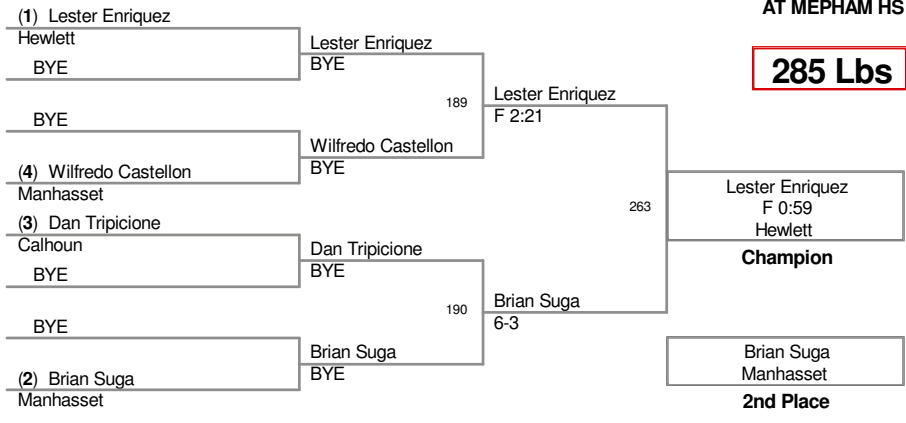 AT MEPHAM HS
285 Lbs
(1) Lester Enriquez
Hewlett
BYE
BYE
(4) Wilfredo Castellon
Manhasset
(3) Dan Tripicione
Calhoun
BYE
BYE
(2) Brian Suga
Manhasset
Lester Enriquez
BYE
189
Wilfredo Castellon
BYE
Dan Tripicione
BYE
190
Brian Suga
BYE
Lester Enriquez
F 2:21
263
Brian Suga
6-3
Lester Enriquez
F 0:59
Hewlett
Champion
Brian Suga
Manhasset
2nd Place